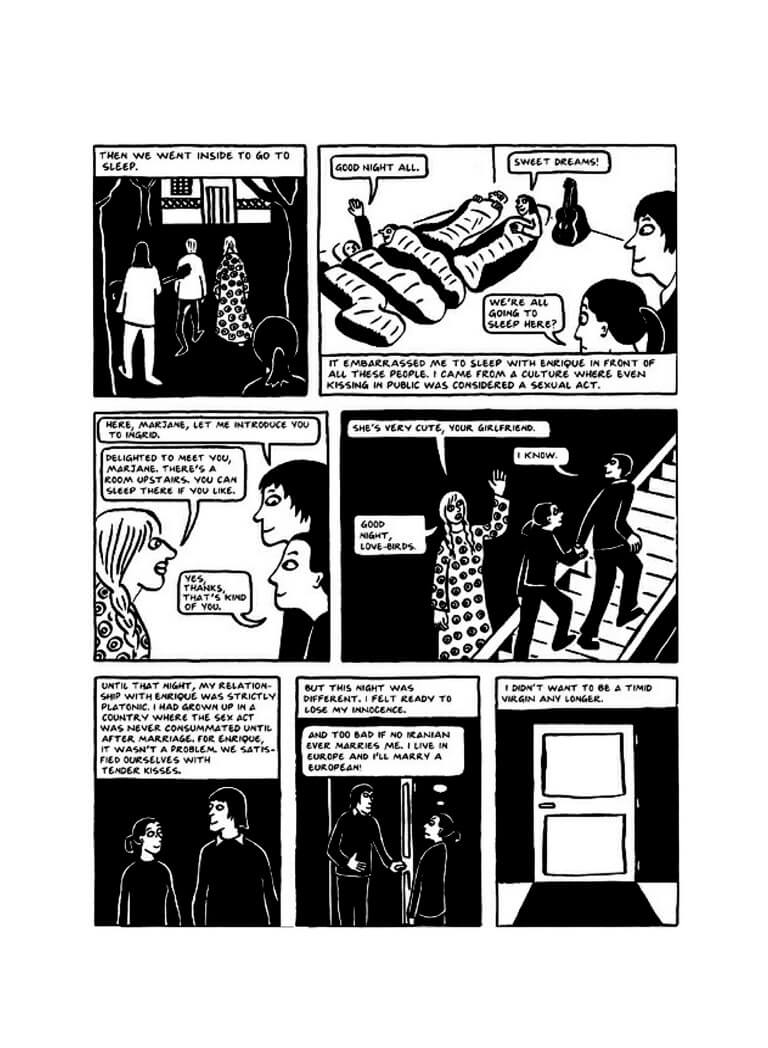 THEN WE WENT INSIDE TO GO TO
SLEEP.
GOOD NIGHT ALL.
SWEET DREAMS!
WE'RE ALL
GOING TO
SLEEP HERE?
IT EMBARRASSED ME TO SLEEP WITH ENRIQUE IN FRONT OF
ALL THESE PEOPLE. I CAME FROM A CULTURE WHERE EVEN
KISSING IN PUBLIC WAS CONSIDERED A SEXUAL ACT.
HERE, MARJANE, LET ME INTRODUCE YOU
TO INGRID.
DELIGHTED TO MEET YOU,
MARJANE. THERE'S A
ROOM UPSTAIRS. YOU CAN
SLEEP THERE IF YOU LIKE.
YES,
THANKS,
THAT'S KIND
OF YOU.
SHE'S VERY CUTE, YOUR GIRLFRIEND.
I KNOW.
GOOD
NIGHT,
LOVE-BIRDS.
UNTIL THAT NIGHT, MY RELATION-
SHIP WITH ENRIQUE WAS STRICTLY
PLATONIC. I HAD GROWN UP IN A
COUNTRY WHERE THE SEX ACT
WAS NEVER CONSUMMATED UNTIL
AFTER MARRIAGE. FOR ENRIQUE,
IT WASN'T A PROBLEM. WE SATIS-
FIED OURSELVES WITH
TENDER KISSES.
BUT THIS NIGHT WAS
DIFFERENT. I FELT READY TO
LOSE MY INNOCENCE.
AND TOO BAD IF NO IRANIAN
EVER MARRIES ME. I LIVE IN
EUROPE AND I'LL MARRY A
EUROPEAN!
I DIDN'T WANT TO BE A TIMID
VIRGIN ANY LONGER.